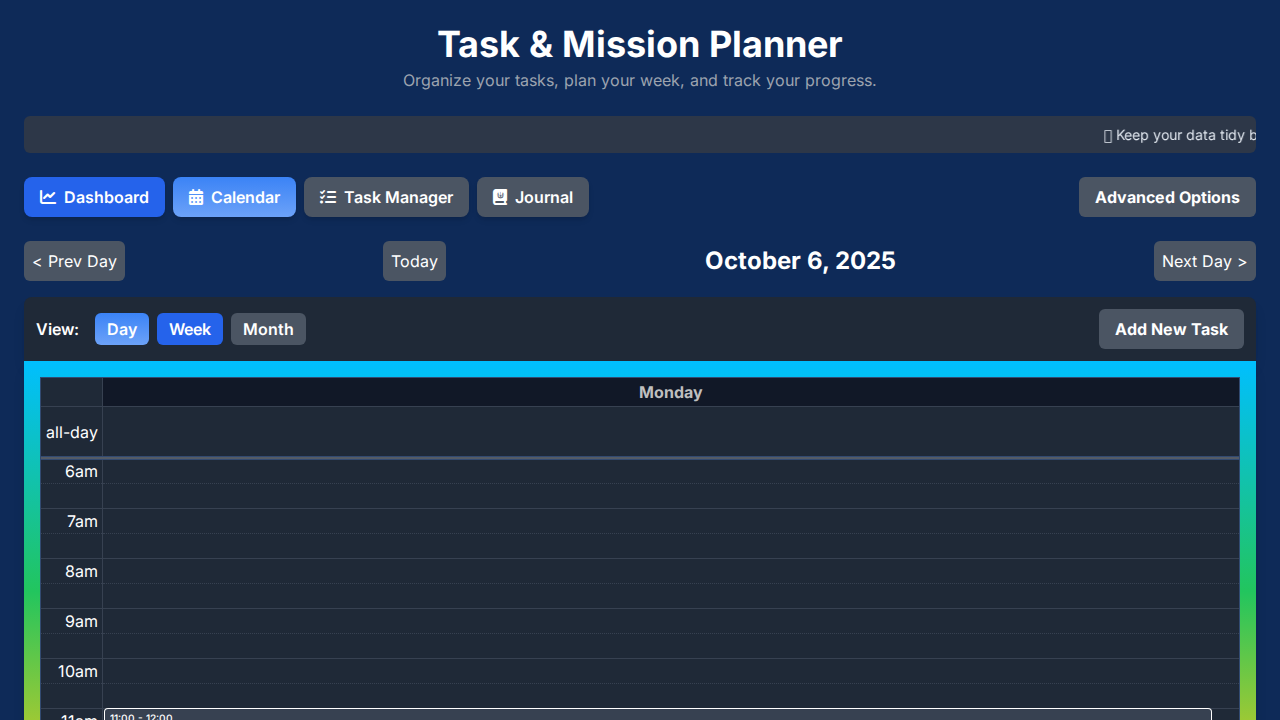 Task & Mission Planner
Organize your tasks, plan your week, and track your progress.
Keep your data tidy b
Dashboard
Calendar
Task Manager
Journal
Advanced Options
< Prev Day
Today
October 6, 2025
Next Day >
View:
Day
Week
Month
Add New Task
Monday
all-day
6am
7am
8am
9am
10am
11am
11:00 - 12:00